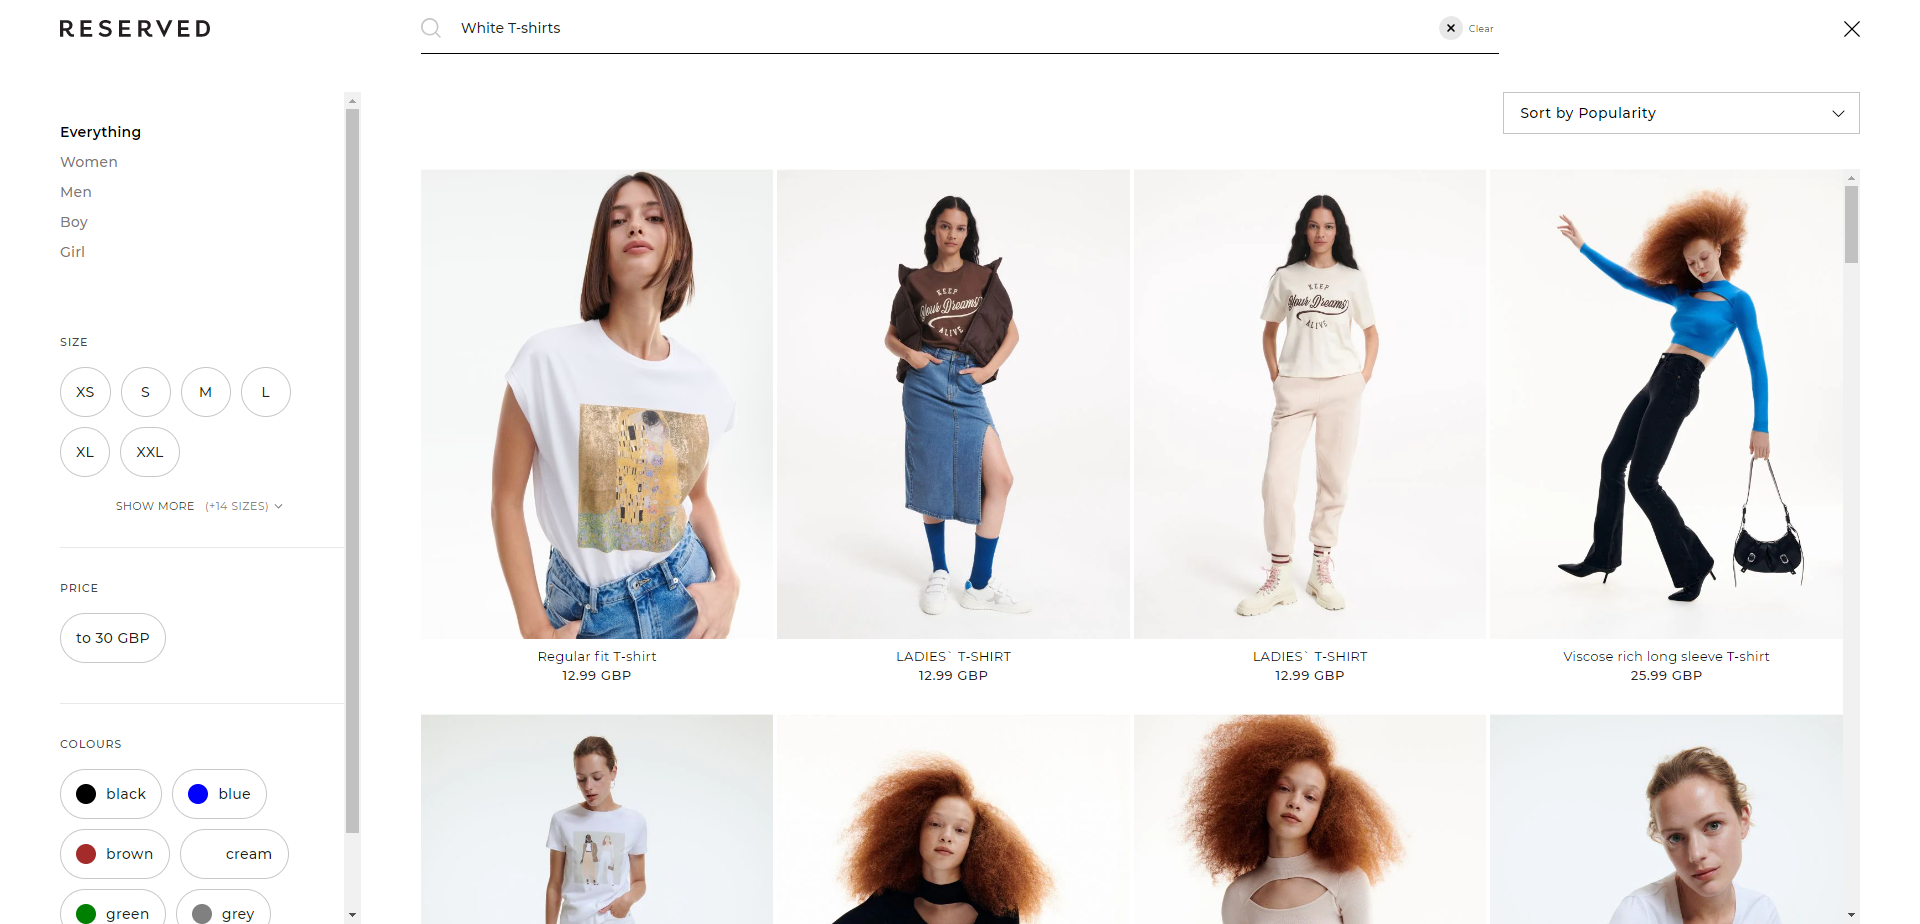 RESERVED
White T-shirts
Clear
Sort by Popularity
Everything
Women
Men
Boy
Girl
SIZE
XS
S
M
L
XL
XXL
SHOW MORE (+14 SIZES)
PRICE
to 30 GBP
COLOURS
black
blue
brown
cream
green
grey
KEEP
Your Dreams
ALIVE
KEEP
Your Dreams
ALIVE
Regular fit T-shirt
12.99 GBP
LADIES` T-SHIRT
12.99 GBP
LADIES` T-SHIRT
12.99 GBP
Viscose rich long sleeve T-shirt
25.99 GBP